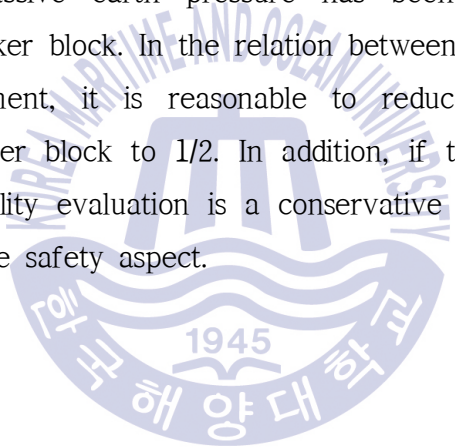 assive earth pressure has been
ker block. In the relation between
ment, it is reasonable to reduc
er block to 1/2. In addition, if t
lity evaluation is a conservative
e safety aspect.
KOREA MARITIME AND OCEAN UNIVERSITY
1945
한국해양대학교